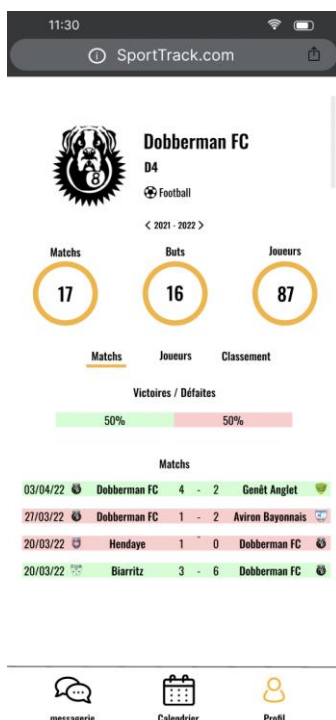 11:30
SportTrack.com
Dobberman FC
D4
8
Football
< 2021 - 2022 >
Matchs Buts Joueurs
17 16 87
Matchs Joueurs Classement
Victoires / Défaites
50% 50%
Matchs
03/04/22 Dobberman FC 4 - 2 Genêt Anglet
27/03/22 Dobberman FC 1 - 2 Aviron Bayonnais
20/03/22 Hendaye 1 - 0 Dobberman FC
20/03/22 Biarritz 3 - 6 Dobberman FC
messagerie Calendrier Profil